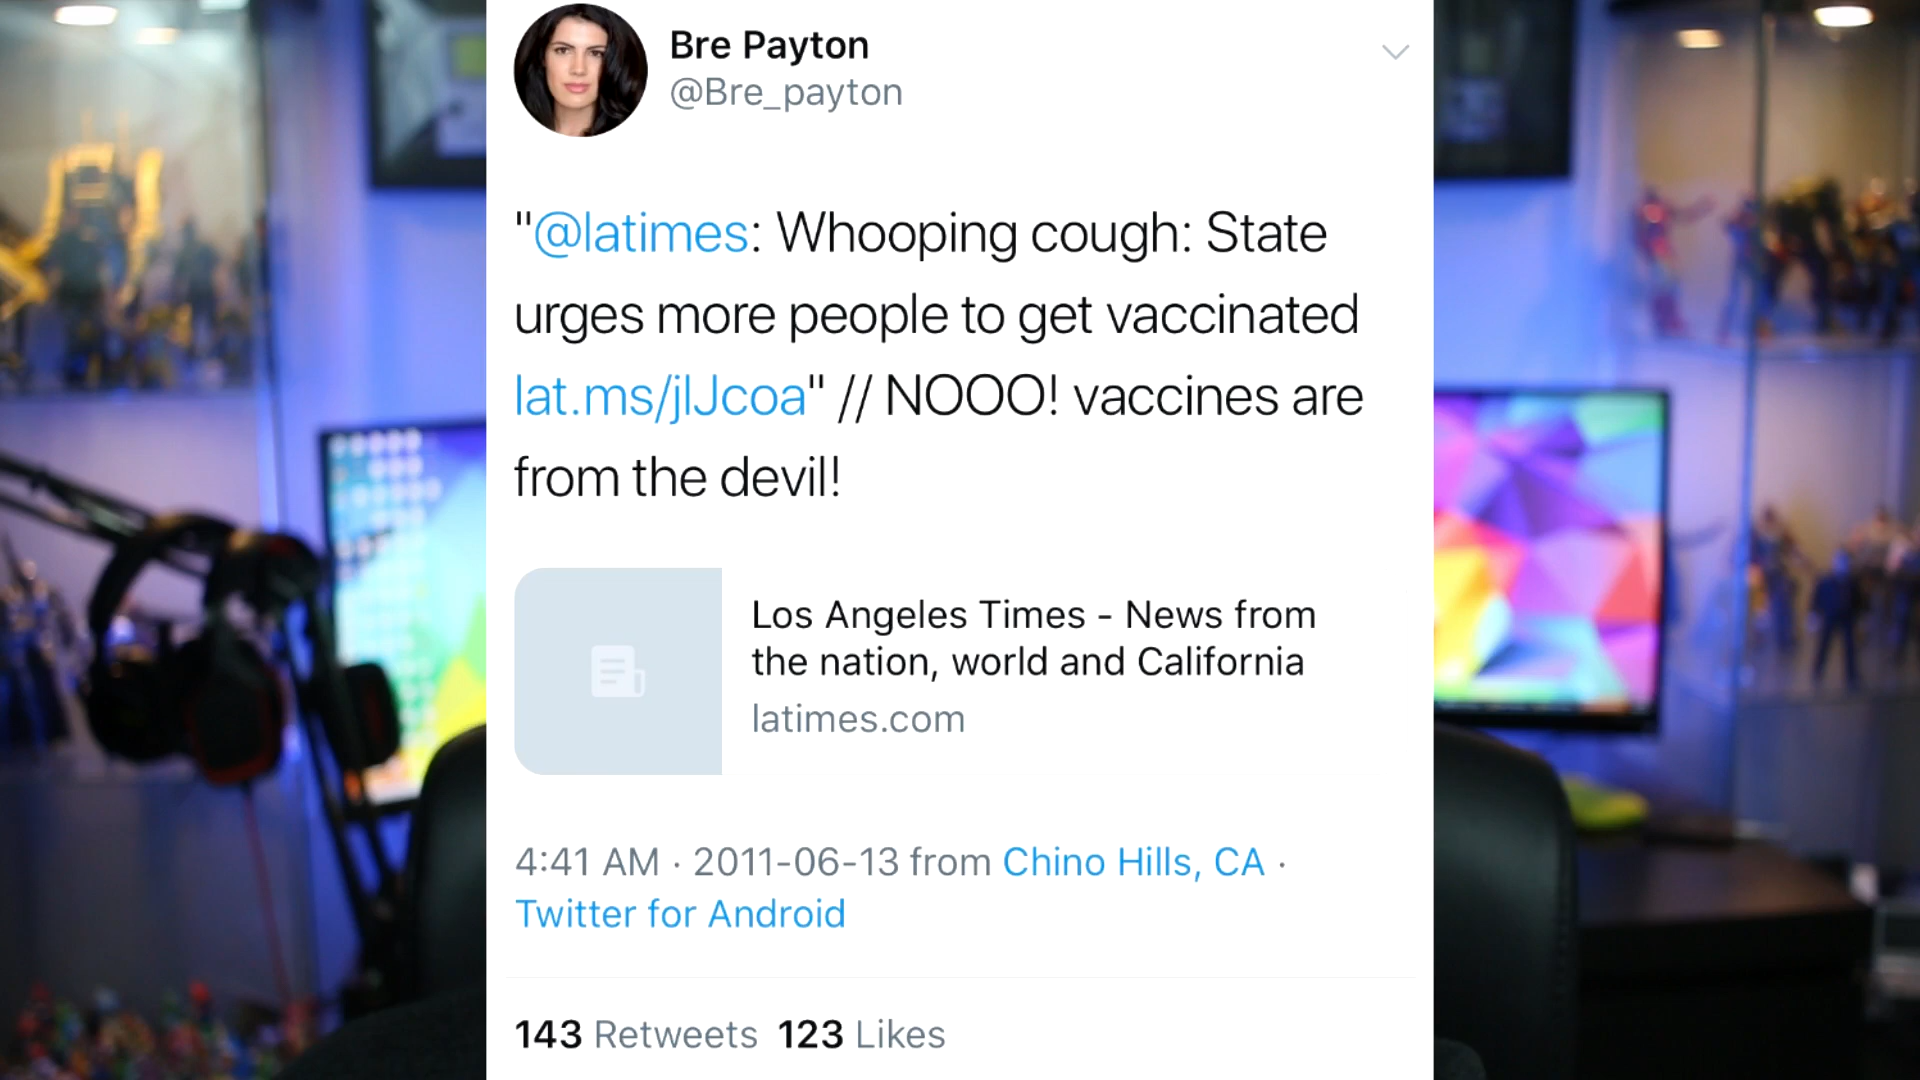 Bre Payton
@Bre_payton
"@latimes: Whooping cough: State
urges more people to get vaccinated
lat.ms/jlJcoa" // NOOO! vaccines are
from the devil!
Los Angeles Times - News from
the nation, world and California
latimes.com
4:41 AM · 2011-06-13 from Chino Hills, CA ·
Twitter for Android
143 Retweets 123 Likes